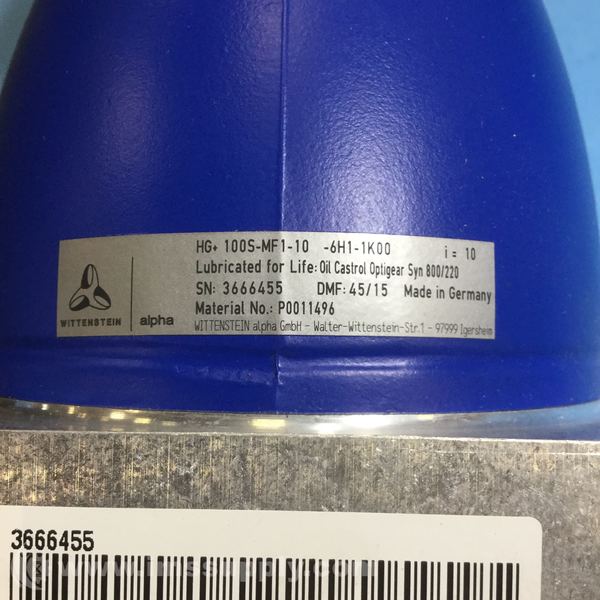 HG+ 100S-MF1-10 -6H1-1K00 i = 10
Lubricated for Life: Oil Castrol Optigear Syn 800/220
SN: 3666455 DMF: 45/15 Made in Germany
Material No.: P0011496
WITTENSTEIN alpha GmbH - Walter-Wittenstein-Str.1 - 97999 Igersheim
WITTENSTEIN alpha
3666455